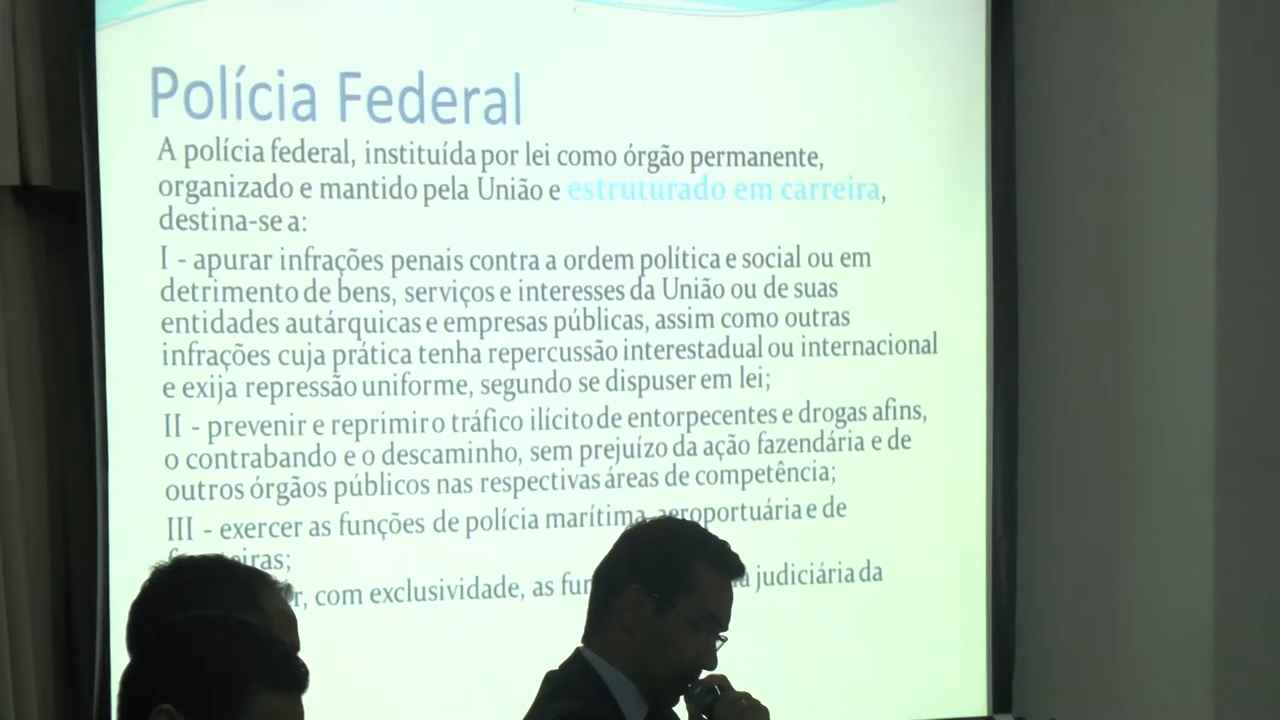 Polícia Federal
A polícia federal, instituída por lei como órgão permanente,
organizado e mantido pela União e estruturado em carreira,
destina-se a:
I - apurar infrações penais contra a ordem política e social ou em
detrimento de bens, serviços e interesses da União ou de suas
entidades autárquicas e empresas públicas, assim como outras
infrações cuja prática tenha repercussão interestadual ou internacional
e exija repressão uniforme, segundo se dispuser em lei;
II - prevenir e reprimir o tráfico ilícito de entorpecentes e drogas afins,
o contrabando e o descaminho, sem prejuízo da ação fazendária e de
outros órgãos públicos nas respectivas áreas de competência;
III - exercer as funções de polícia marítima, aeroportuária e de
com exclusividade, as judiciária da